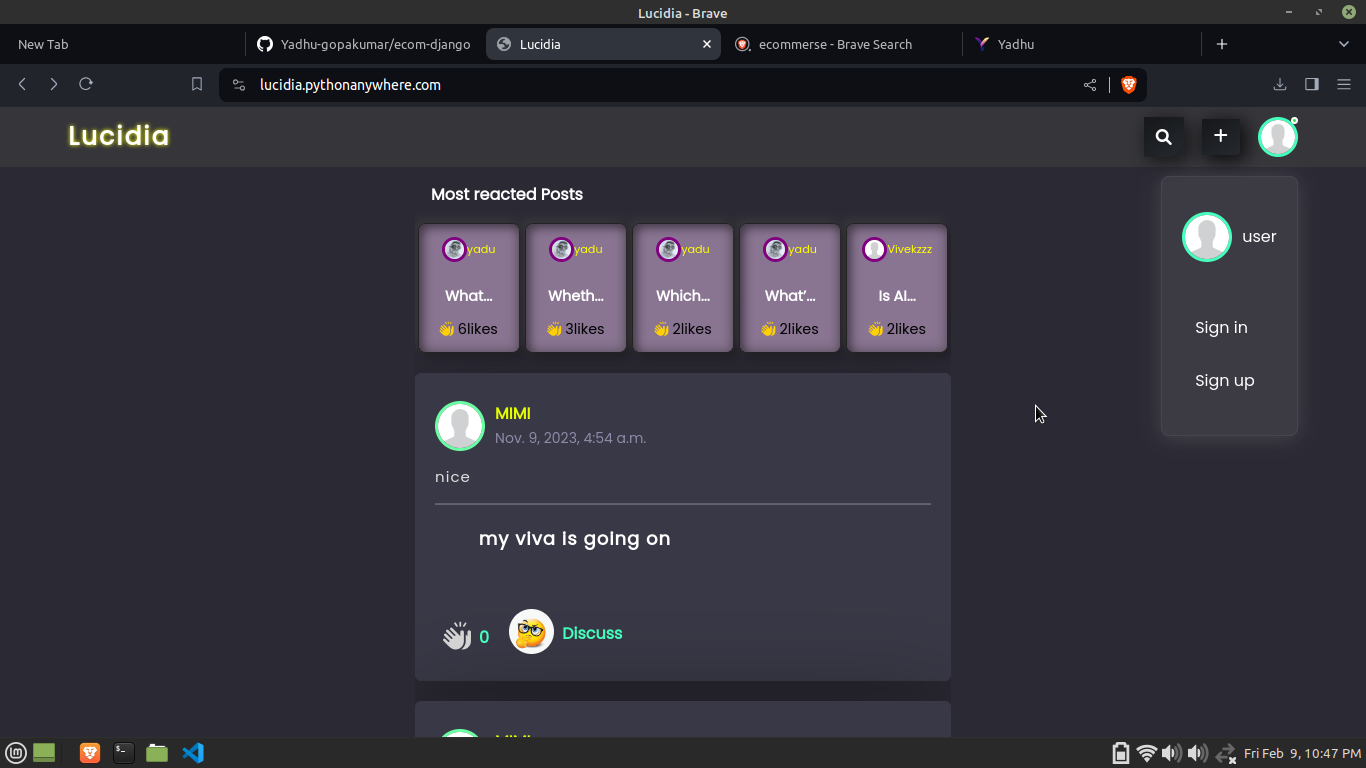 Lucidia - Brave
New Tab
Yadhu-gopakumar/ecom-django
Lucidia
ecommerse - Brave Search
Yadhu
lucidia.pythonanywhere.com
Lucidia
Most reacted Posts
yadu
What...
👏 6likes
yadu
Wheth...
👏 3likes
yadu
Which...
👏 2likes
yadu
What’...
👏 2likes
Vivekzzz
Is AI...
👏 2likes
user
Sign in
Sign up
MIMI
Nov. 9, 2023, 4:54 a.m.
nice
my viva is going on
0
Discuss
MIMI
Fri Feb 9, 10:47 PM